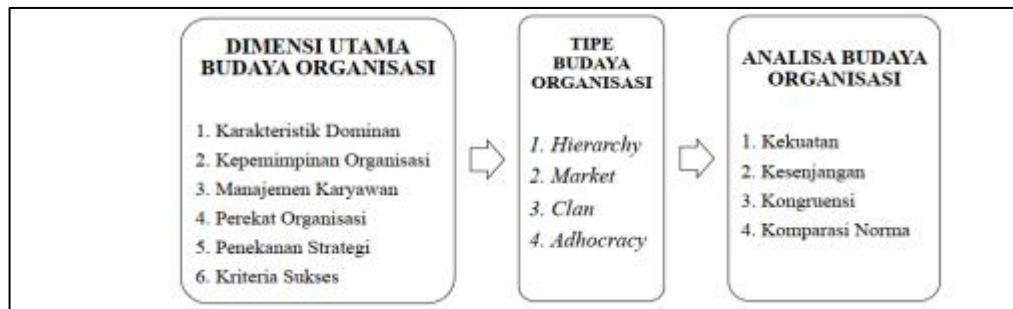 DIMENSI UTAMA
BUDAYA ORGANISASI
1. Karakteristik Dominan
2. Kepemimpinan Organisasi
3. Manajemen Karyawan
4. Perekat Organisasi
5. Penekanan Strategi
6. Kriteria Sukses
TIPE
BUDAYA
ORGANISASI
1. Hierarchy
2. Market
3. Clan
4. Adhocracy
ANALISA BUDAYA
ORGANISASI
1. Kekuatan
2. Kesenjangan
3. Kongruensi
4. Komparasi Norma